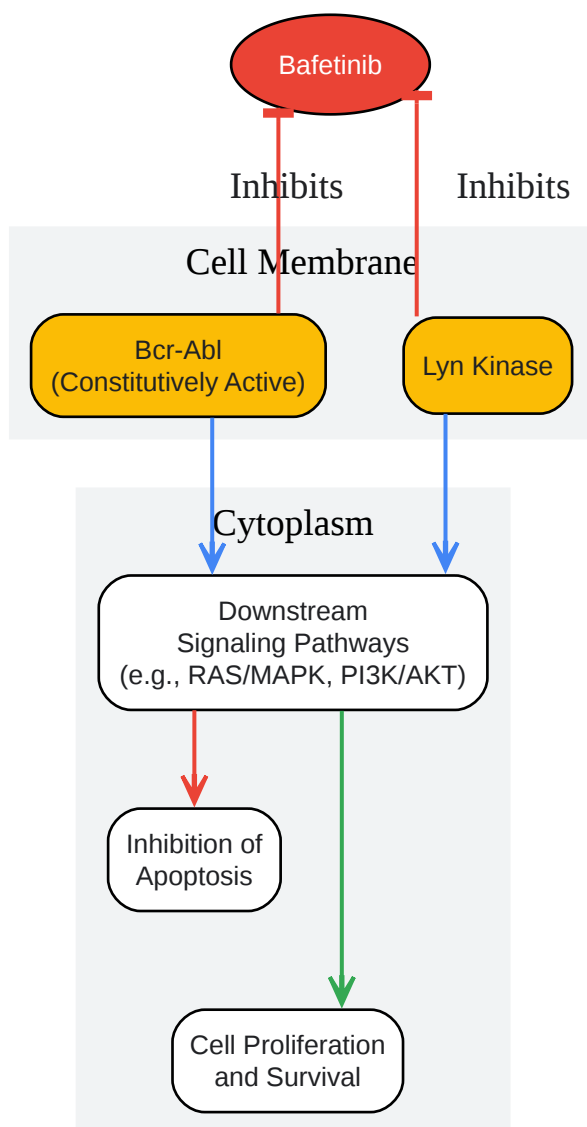 Bafetinib
Inhibits
Inhibits
Cell Membrane
Bcr-Abl
(Constitutively Active)
Lyn Kinase
Cytoplasm
Downstream
Signaling Pathways
(e.g., RAS/MAPK, PI3K/AKT)
Inhibition of
Apoptosis
Cell Proliferation
and Survival